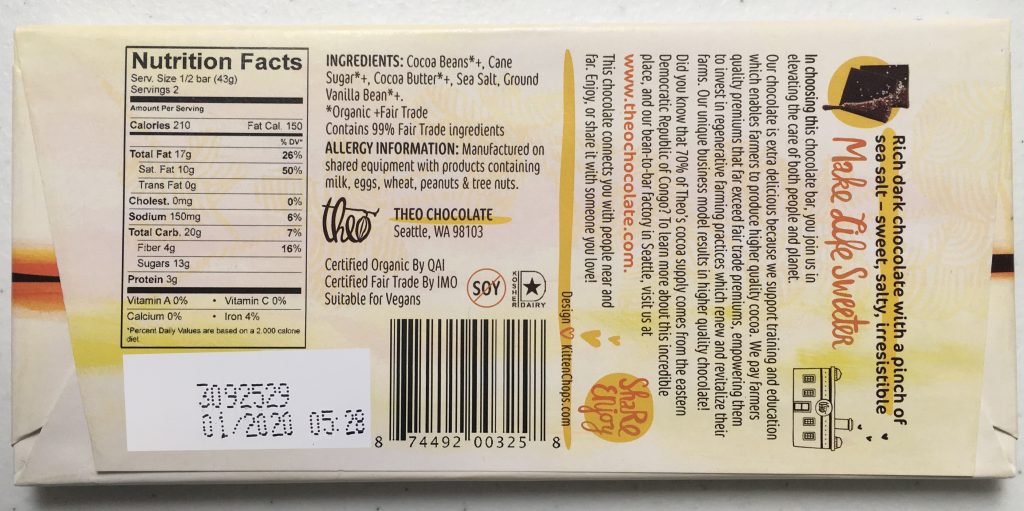 Nutrition Facts
Serv. Size 1/2 bar (43g)
Servings 2
Amount Per Serving
Calories 210 Fat Cal. 150
% DV*
Total Fat 17g 26%
Sat. Fat 10g 50%
Trans Fat 0g
Cholest. 0mg 0%
Sodium 150mg 6%
Total Carb. 20g 7%
Fiber 4g 16%
Sugars 13g
Protein 3g
Vitamin A 0% • Vitamin C 0%
Calcium 0% • Iron 4%
*Percent Daily Values are based on a 2.000 calorie
diet.
3092529
01/2020 05:28
INGREDIENTS: Cocoa Beans*+, Cane
Sugar*+, Cocoa Butter*+, Sea Salt, Ground
Vanilla Bean*+.
*Organic +Fair Trade
Contains 99% Fair Trade ingredients
ALLERGY INFORMATION: Manufactured on
shared equipment with products containing
milk, eggs, wheat, peanuts & tree nuts.
theo
THEO CHOCOLATE
Seattle, WA 98103
Certified Organic By QAI
Certified Fair Trade By IMO
Suitable for Vegans
SOY
KOSHER
D
DAIRY
8 74492 00325 8
Rich dark chocolate with a pinch of
sea salt – sweet, salty, irresistible
Make Life Sweeter
In choosing this chocolate bar, you join us in
elevating the care of both people and planet.
Our chocolate is extra delicious because we support training and education
which enables farmers to produce higher quality cocoa. We pay farmers
quality premiums that far exceed Fair Trade premiums, empowering them
to invest in regenerative farming practices which renew and revitalize their
farms. Our unique business model results in higher quality chocolate!
Did you know that 70% of Theo's cocoa supply comes from the eastern
Democratic Republic of Congo? To learn more about this incredible
place, and our bean-to-bar factory in Seattle, visit us at
www.theochocolate.com.
This chocolate connects you with people near and
far. Enjoy, or share it with someone you love!
theo
ShaRe
ENjoy
Design KittenChops.com